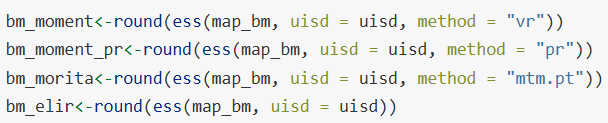 bm_moment<-round(ess(map_bm, uisd = uisd, method = "vr"))
bm_moment_pr<-round(ess(map_bm, uisd = uisd, method = "pr"))
bm_morita<-round(ess(map_bm, uisd = uisd, method = "mtm.pt"))
bm_elir<-round(ess(map_bm, uisd = uisd))